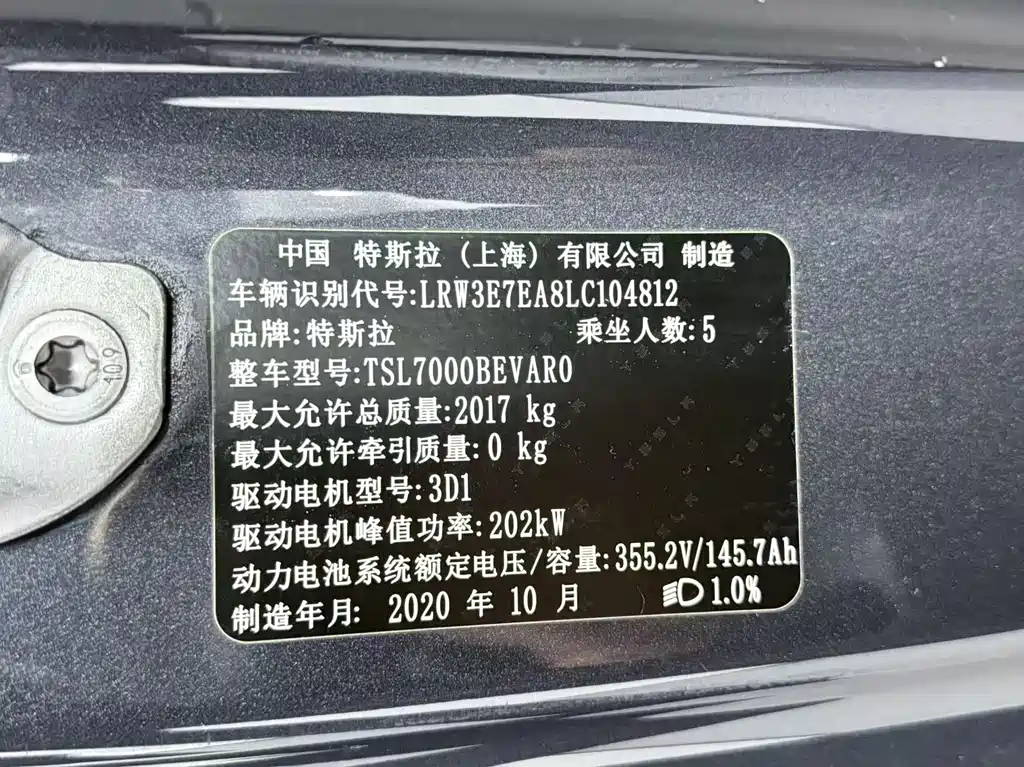 中国 特斯拉 (上海) 有限公司 制造
车辆识别代号:LRW3E7EA8LC104812
品牌:特斯拉 乘坐人数:5
整车型号:TSL7000BEVAR0
最大允许总质量:2017 kg
最大允许牵引质量:0 kg
驱动电机型号:3D1
驱动电机峰值功率:202kW
动力电池系统额定电压/容量:355.2V/145.7Ah
制造年月: 2020 年 10 月 1.0%
10.9